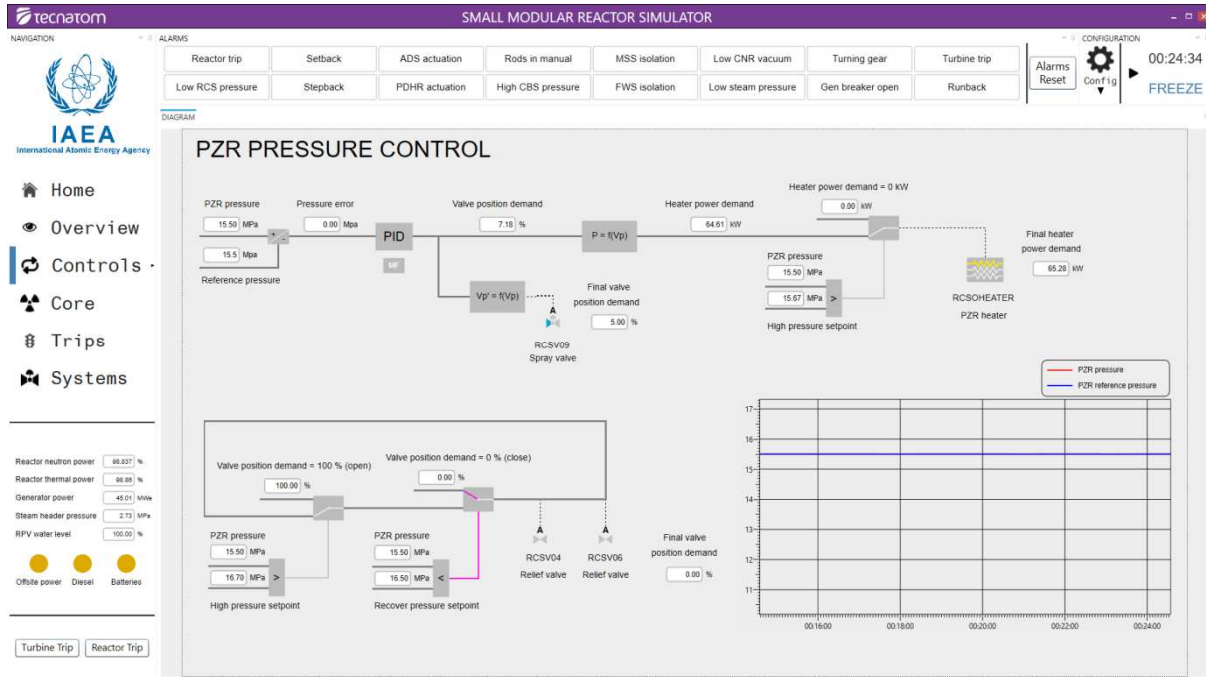 tecnatom
SMALL MODULAR REACTOR SIMULATOR
NAVIGATION
ALARMS
CONFIGURATION
Reactor trip
Setback
ADS actuation
Rods in manual
MSS isolation
Low CNR vacuum
Turning gear
Turbine trip
Low RCS pressure
Stepback
PDHR actuation
High CBS pressure
FWS isolation
Low steam pressure
Gen breaker open
Runback
Alarms
Reset
Config
00:24:34
FREEZE
IAEA
International Atomic Energy Agency
Home
Overview
Controls
Core
Trips
Systems
Reactor neutron power %
Reactor thermal power %
Generator power 45.01 MWe
Steam header pressure 2.73 MPa
RPV water level 100.00 %
Offsite power Diesel Batteries
Turbine Trip Reactor Trip
DIAGRAM
PZR PRESSURE CONTROL
PZR pressure
15.50 MPa
15.5 Mpa
Reference pressure
+
-
Pressure error
0.00 Mpa
PID
M/F
Valve position demand
7.18 %
P = f(Vp)
Vp' = f(Vp)
A
RCSV09
Spray valve
Final valve
position demand
5.00 %
Heater power demand
64.61 kW
Heater power demand = 0 kW
0.00 kW
PZR pressure
15.50 MPa
15.67 MPa >
High pressure setpoint
RCSOHEATER
PZR heater
Final heater
power demand
65.28 kW
Valve position demand = 100 % (open)
100.00 %
Valve position demand = 0 % (close)
0.00 %
PZR pressure
15.50 MPa
16.70 MPa >
High pressure setpoint
PZR pressure
15.50 MPa
16.50 MPa <
Recover pressure setpoint
A
RCSV04
Relief valve
A
RCSV06
Relief valve
Final valve
position demand
0.00 %
PZR pressure
PZR reference pressure
17
16
15
14
13
12
11
00:16:00
00:18:00
00:20:00
00:22:00
00:24:00